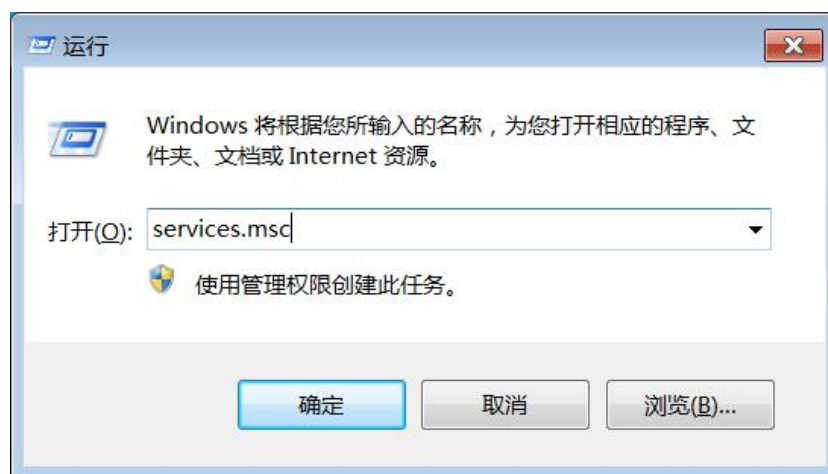 运行
Windows 将根据您所输入的名称，为您打开相应的程序、文
件夹、文档或 Internet 资源。
打开(O): services.msc
使用管理权限创建此任务。
确定 取消 浏览(B)...